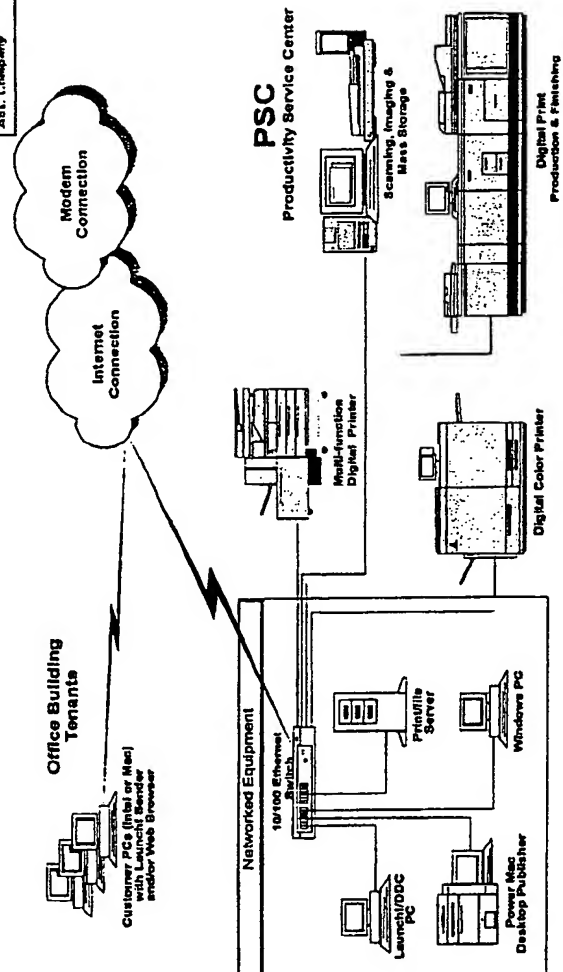 Office Building
Tenants
Customer PCs (Intel or Mac)
with Launch! Sender
and/or Web Browser
Internet
Connection
Modem
Connection
PSC
Productivity Service Center
Scanning, Imaging &
Mass Storage
Networked Equipment
10/100 Ethernet
Switch
Multi-function
Digital Printer
Print/file
Server
Windows PC
Launch!/DDC
PC
Power Mac
Desktop Publisher
Digital Color Printer
Digital Print
Production & Finishing